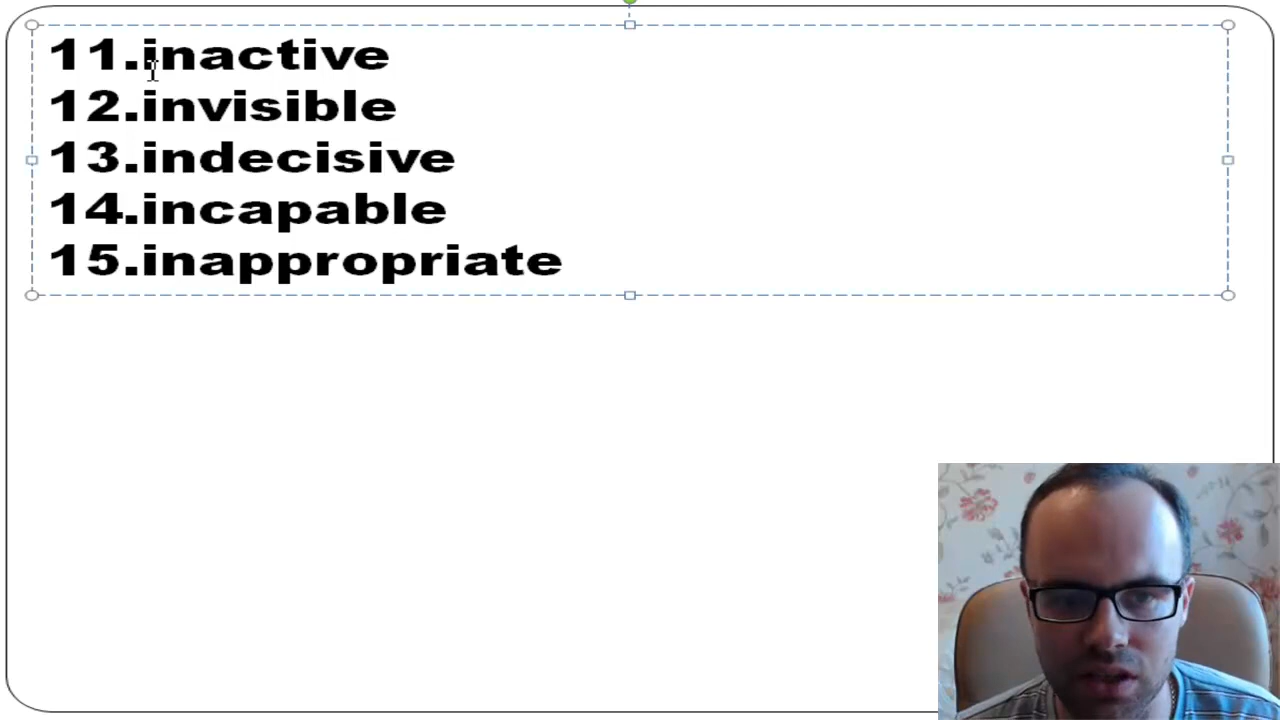 11.inactive
12.invisible
13.indecisive
14.incapable
15.inappropriate